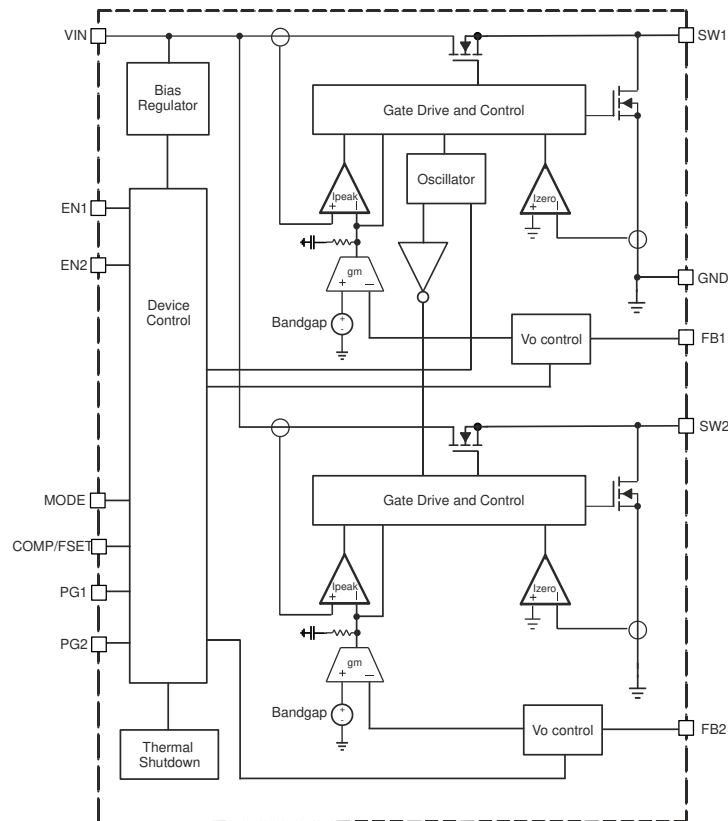 VIN
SW1
Bias
Regulator
Gate Drive and Control
Oscillator
Ipeak
+
Izero
+
EN1
EN2
gm
+ –
GND
Device
Control
Bandgap
+
-
Vo control
FB1
SW2
MODE
Gate Drive and Control
COMP/FSET
Ipeak
+
Izero
+
PG1
PG2
gm
+ –
Bandgap
+
-
Vo control
FB2
Thermal
Shutdown